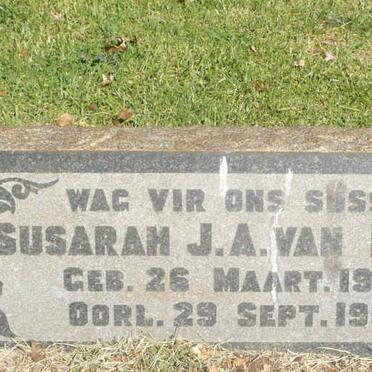 WAG VIR ONS
SUSARAH J.A. VAN
GEB. 26 MAART.
OORL. 29 SEPT.